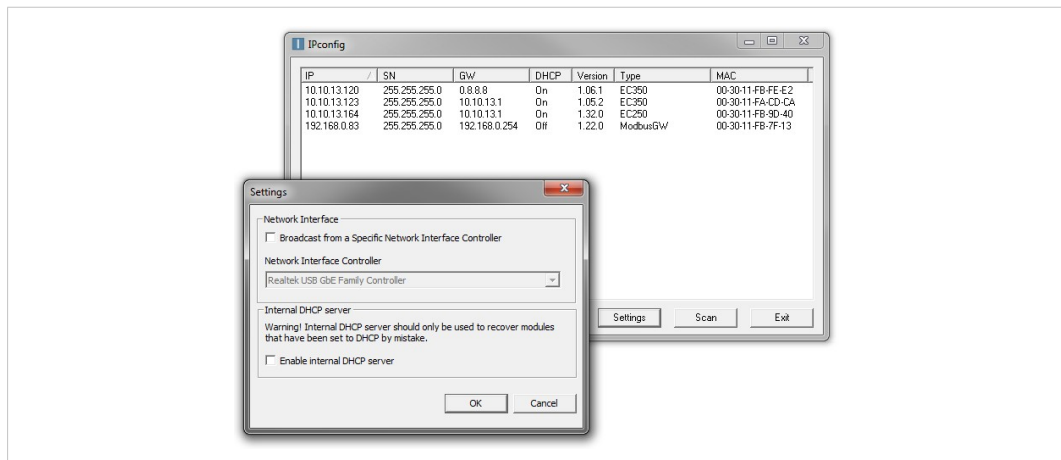 IPconfig
IP / SN GW DHCP Version Type MAC
10.10.13.120 255.255.255.0 0.8.8.8 On 1.06.1 EC350 00-30-11-FB-FE-E2
10.10.13.123 255.255.255.0 10.10.13.1 On 1.05.2 EC350 00-30-11-FA-CD-CA
10.10.13.164 255.255.255.0 10.10.13.1 On 1.32.0 EC250 00-30-11-FB-9D-40
192.168.0.83 255.255.255.0 192.168.0.254 Off 1.22.0 ModbusGW 00-30-11-FB-7F-13
Settings Scan Exit
Settings
Network Interface
Broadcast from a Specific Network Interface Controller
Network Interface Controller
Realtek USB GbE Family Controller
Internal DHCP server
Warning! Internal DHCP server should only be used to recover modules
that have been set to DHCP by mistake.
Enable internal DHCP server
OK Cancel